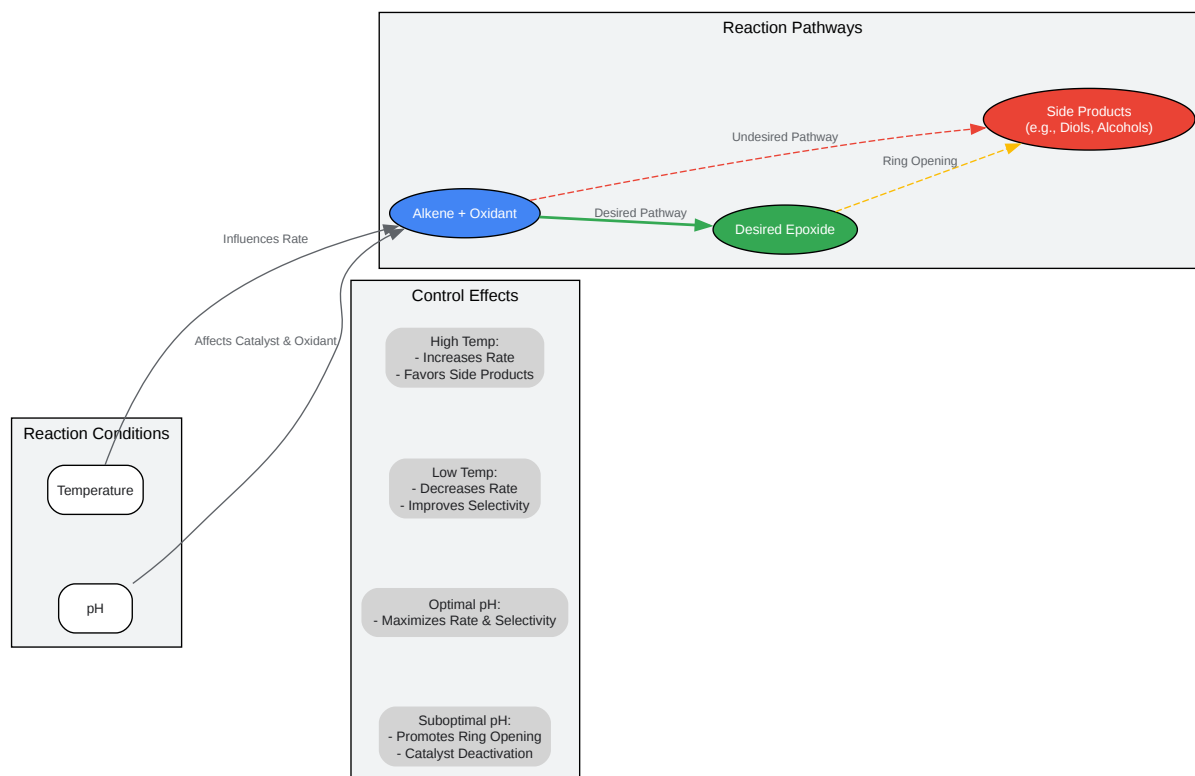 Reaction Pathways
Side Products
(e.g., Diols, Alcohols)
Undesired Pathway
Ring Opening
Alkene + Oxidant
Desired Pathway
Desired Epoxide
Influences Rate
Affects Catalyst & Oxidant
Control Effects
High Temp:
- Increases Rate
- Favors Side Products
Low Temp:
- Decreases Rate
- Improves Selectivity
Optimal pH:
- Maximizes Rate & Selectivity
Suboptimal pH:
- Promotes Ring Opening
- Catalyst Deactivation
Reaction Conditions
Temperature
pH